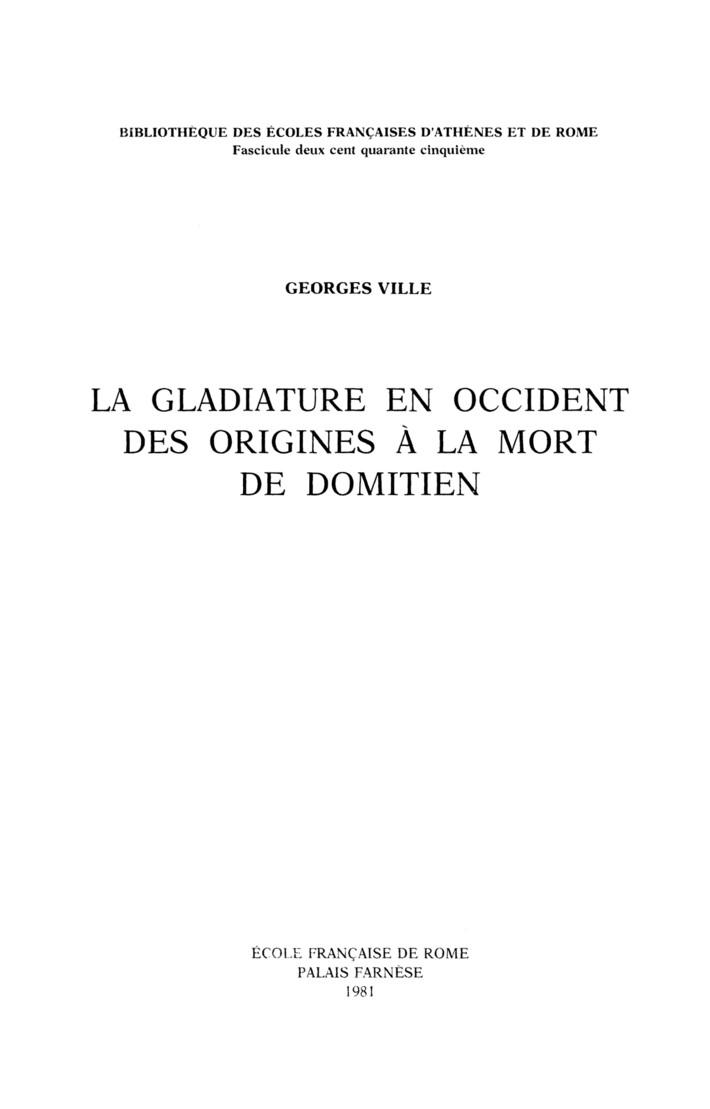 BIBLIOTHÈQUE DES ÉCOLES FRANÇAISES D'ATHÈNES ET DE ROME
Fascicule deux cent quarante cinquième
GEORGES VILLE
LA GLADIATURE EN OCCIDENT
DES ORIGINES À LA MORT
DE DOMITIEN
ÉCOLE FRANÇAISE DE ROME
PALAIS FARNÈSE
1981